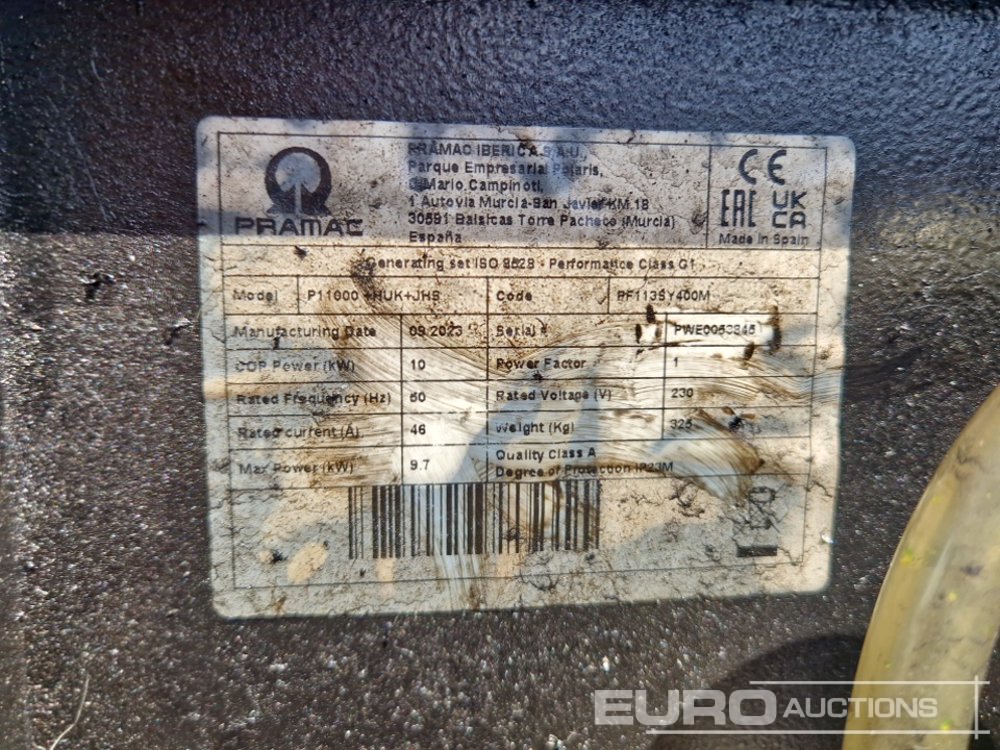 PRAMAC
PRAMAC IBERICA S.A.U.,
Parque Empresarial Polaris,
C/Mario Campinoti,
1 Autovia Murcia-San Javier KM 18
30591 Balsicas Torre Pacheco (Murcia)
España
CE
EAC
UK
CA
Made in Spain
Generating set ISO 8528 - Performance Class G1
Model P11000 +HUK+JHS Code PF113SY400M
Manufacturing Date 09.2023 Serial # PWE0053845
COP Power (kW) 10 Power Factor 1
Rated Frequency (Hz) 50 Rated Voltage (V) 230
Rated current (A) 46 Weight (Kg) 325
Max Power (kW) 9.7 Quality Class A
Degree of Protection IP23M
EURO AUCTIONS